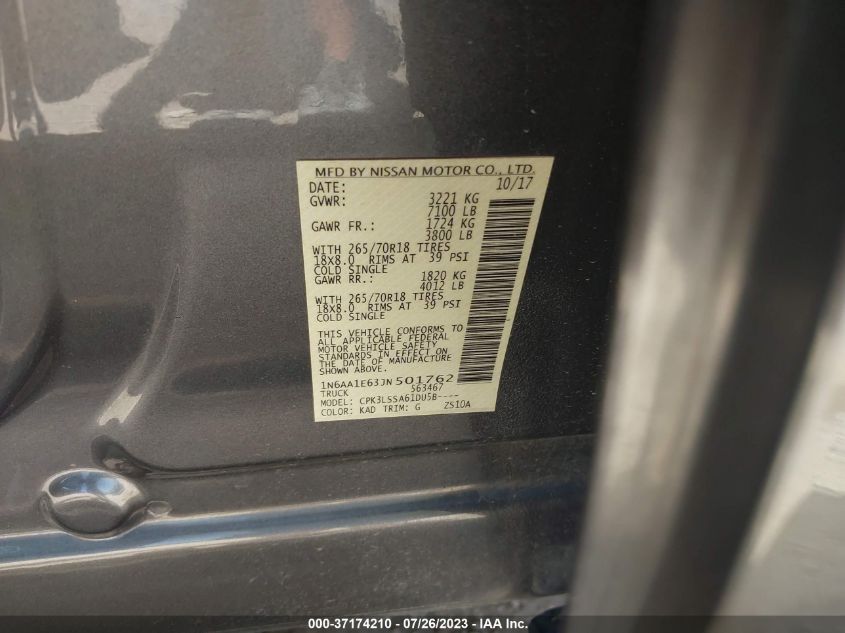 MFD BY NISSAN MOTOR CO., LTD.
DATE: 10/17
GVWR: 3221 KG
7100 LB
GAWR FR.: 1724 KG
3800 LB
WITH 265/70R18 TIRES
18X8.0 RIMS AT 39 PSI
COLD SINGLE
GAWR RR.: 1820 KG
4012 LB
WITH 265/70R18 TIRES
18X8.0 RIMS AT 39 PSI
COLD SINGLE
THIS VEHICLE CONFORMS TO
ALL APPLICABLE FEDERAL
MOTOR VEHICLE SAFETY
STANDARDS IN EFFECT ON
THE DATE OF MANUFACTURE
SHOWN ABOVE.
1N6AA1E63JN501762
TRUCK 563467
MODEL: CPK3LSSA61DU5B----
COLOR: KAD TRIM: G ZS10A
000-37174210 - 07/26/2023 - IAA Inc.